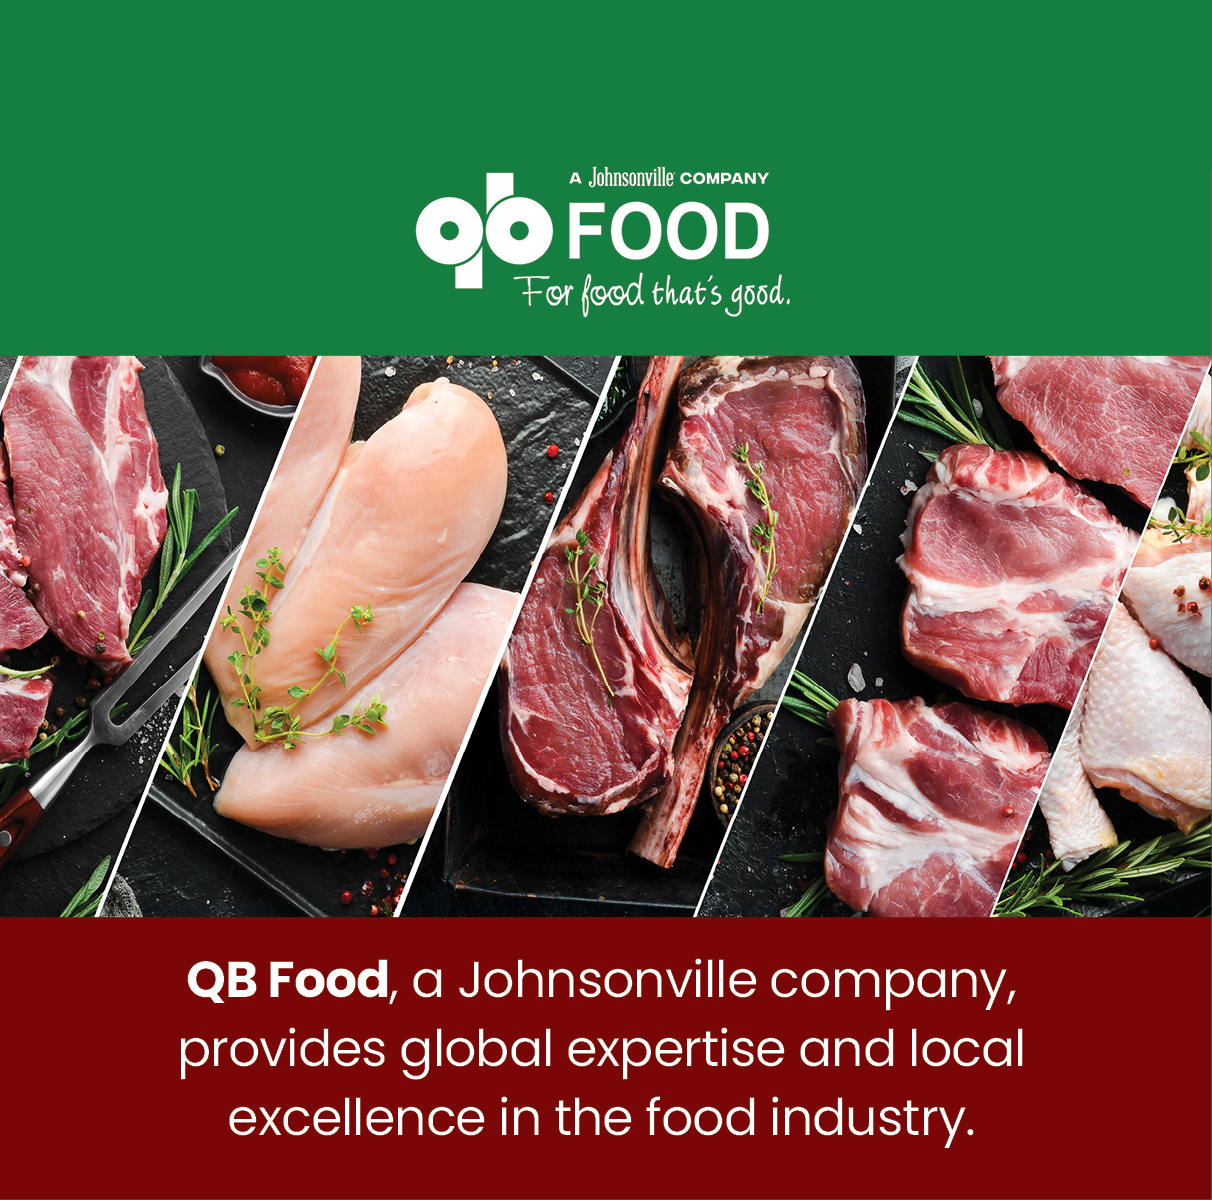 A Johnsonville COMPANY
qb FOOD
For food that's good.
QB Food, a Johnsonville company,
provides global expertise and local
excellence in the food industry.